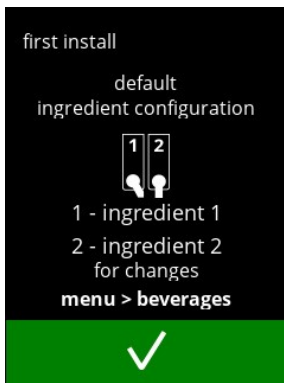 first install
default
ingredient configuration
1 2
1 - ingredient 1
2 - ingredient 2
for changes
menu > beverages